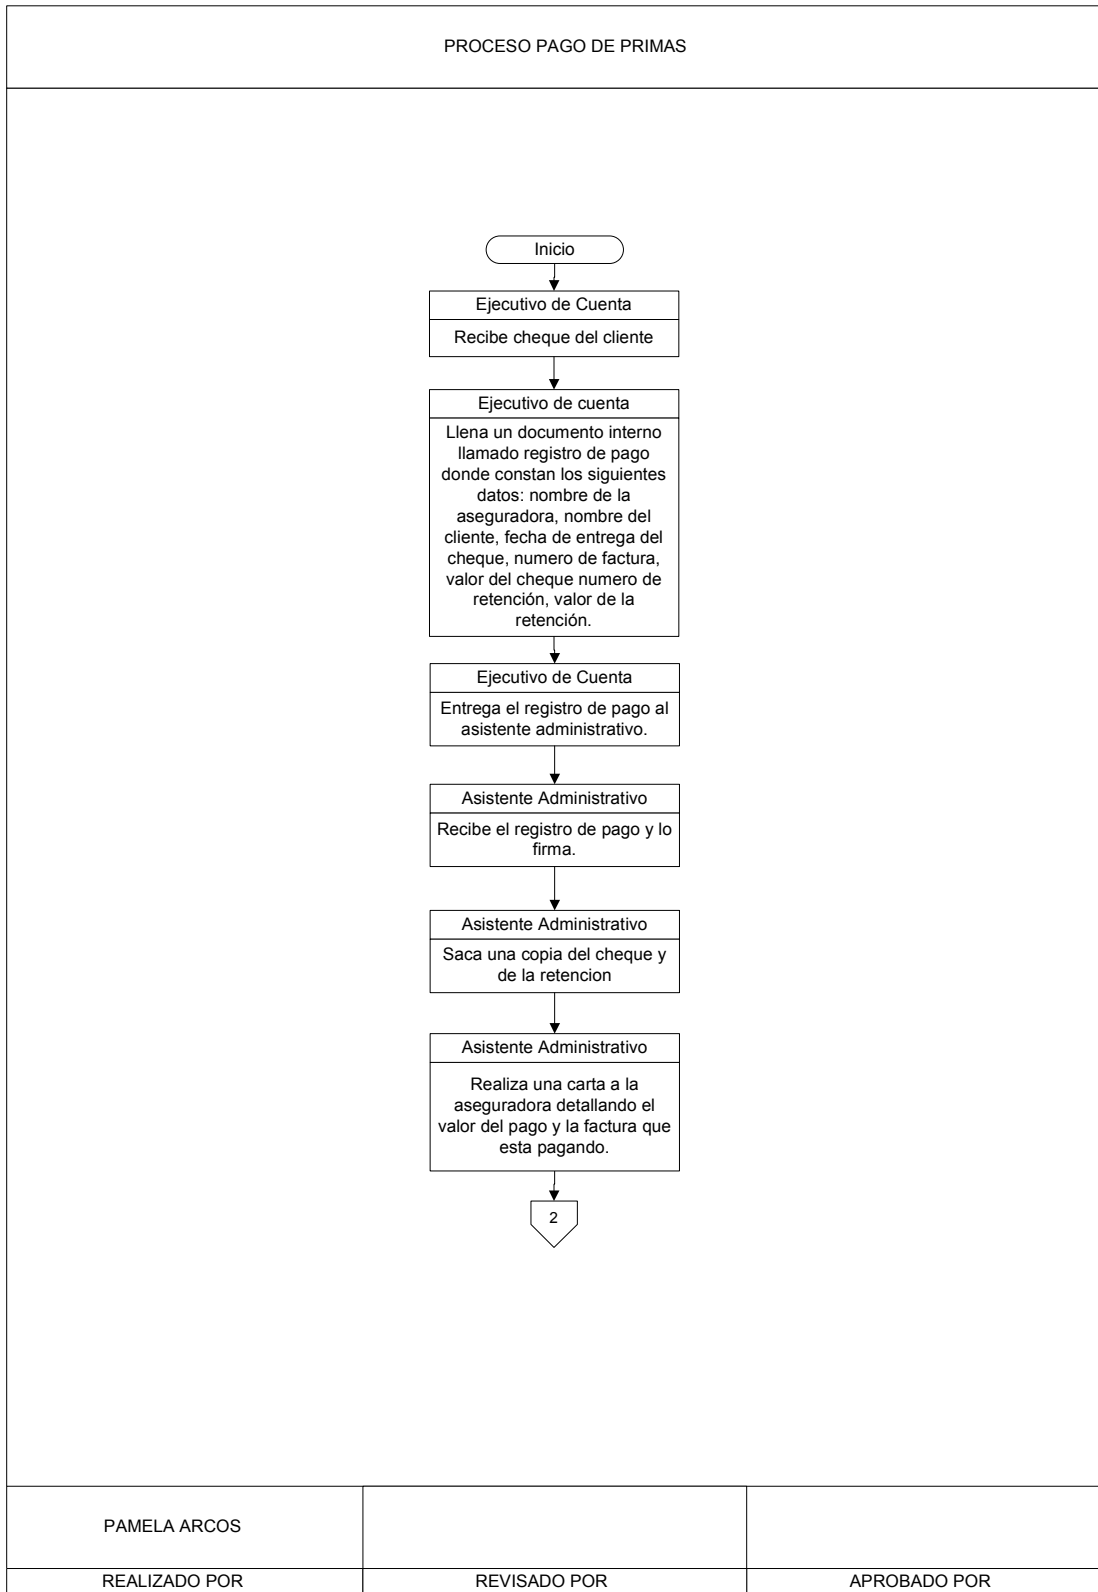 PROCESO PAGO DE PRIMAS
Inicio
Ejecutivo de Cuenta
Recibe cheque del cliente
Ejecutivo de cuenta
Llena un documento interno
llamado registro de pago
donde constan los siguientes
datos: nombre de la
aseguradora, nombre del
cliente, fecha de entrega del
cheque, numero de factura,
valor del cheque numero de
retención, valor de la
retención.
Ejecutivo de Cuenta
Entrega el registro de pago al
asistente administrativo.
Asistente Administrativo
Recibe el registro de pago y lo
firma.
Asistente Administrativo
Saca una copia del cheque y
de la retencion
Asistente Administrativo
Realiza una carta a la
aseguradora detallando el
valor del pago y la factura que
esta pagando.
2
PAMELA ARCOS
REALIZADO POR
REVISADO POR
APROBADO POR